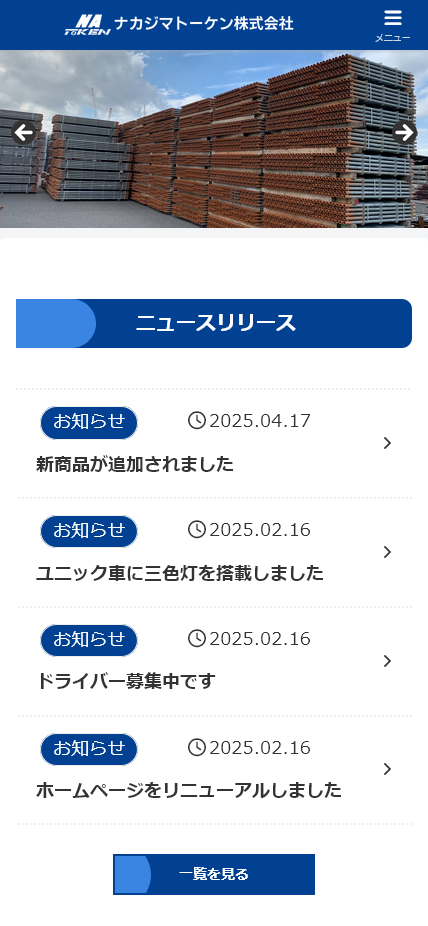 NA TOKEN ナカジマトーケン株式会社
メニュー
ニュースリリース
お知らせ 2025.04.17
新商品が追加されました
お知らせ 2025.02.16
ユニック車に三色灯を搭載しました
お知らせ 2025.02.16
ドライバー募集中です
お知らせ 2025.02.16
ホームページをリニューアルしました
一覧を見る